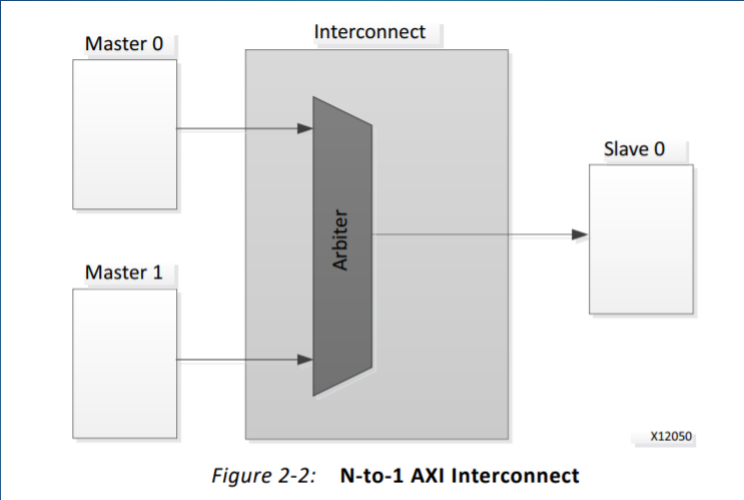 Interconnect
Master 0
Slave 0
Arbiter
Master 1
X12050
Figure 2-2: N-to-1 AXI Interconnect